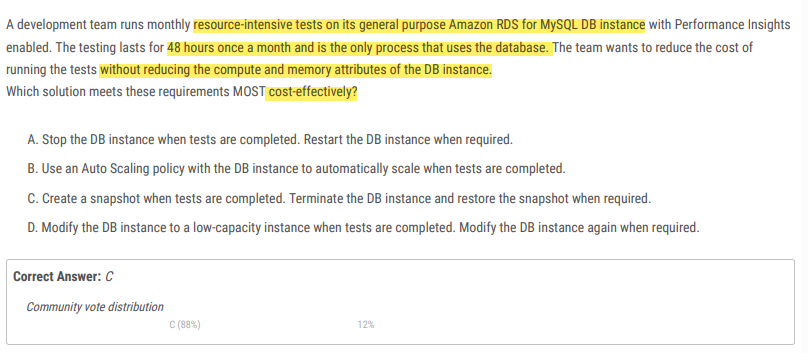 A development team runs monthly resource-intensive tests on its general purpose Amazon RDS for MySQL DB instance with Performance Insights
enabled. The testing lasts for 48 hours once a month and is the only process that uses the database. The team wants to reduce the cost of
running the tests without reducing the compute and memory attributes of the DB instance.
Which solution meets these requirements MOST cost-effectively?
A. Stop the DB instance when tests are completed. Restart the DB instance when required.
B. Use an Auto Scaling policy with the DB instance to automatically scale when tests are completed.
C. Create a snapshot when tests are completed. Terminate the DB instance and restore the snapshot when required.
D. Modify the DB instance to a low-capacity instance when tests are completed. Modify the DB instance again when required.
Correct Answer: C
Community vote distribution
C (88%) 12%